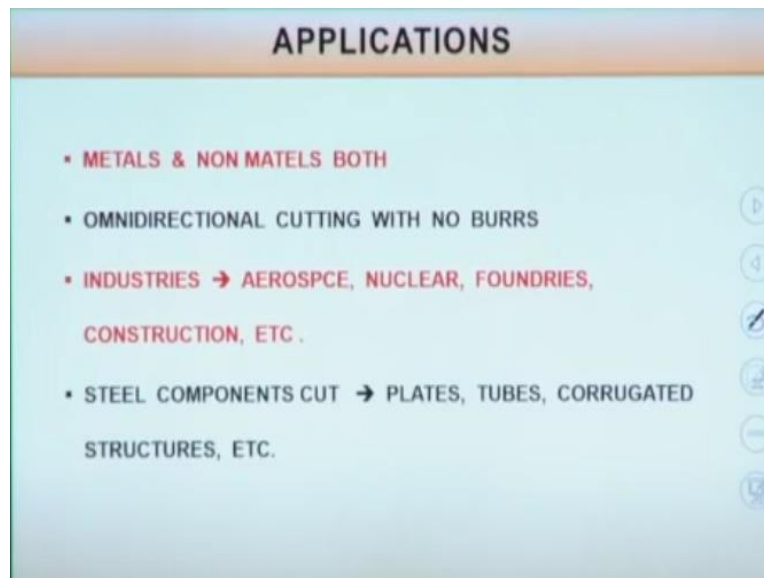 APPLICATIONS
▪ METALS & NON MATELS BOTH
▪ OMNIDIRECTIONAL CUTTING WITH NO BURRS
▪ INDUSTRIES → AEROSPCE, NUCLEAR, FOUNDRIES,
CONSTRUCTION, ETC .
▪ STEEL COMPONENTS CUT → PLATES, TUBES, CORRUGATED
STRUCTURES, ETC.